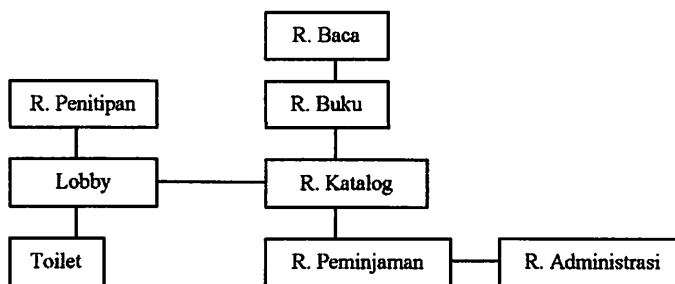 R. Baca
R. Penitipan
R. Buku
Lobby
R. Katalog
Toilet
R. Peminjaman
R. Administrasi